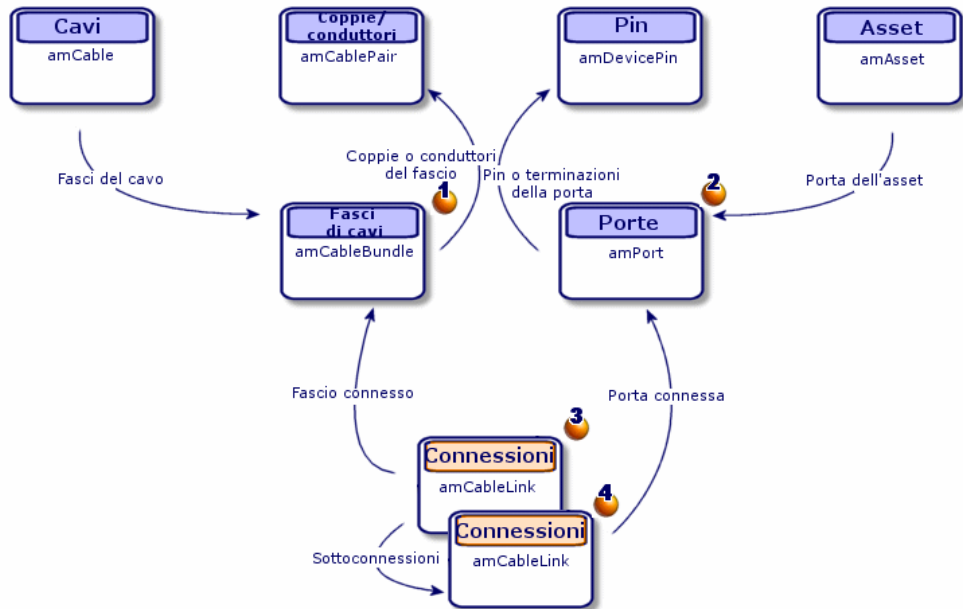 Cavi
amCable
Coppie/
conduttori
amCablePair
Pin
amDevicePin
Asset
amAsset
Fasci del cavo
Coppie o conduttori
del fascio
Pin o terminazioni
della porta
Porta dell'asset
1
2
Fasci
di cavi
amCableBundle
Porte
amPort
Fascio connesso
Porta connessa
3
Connessioni
amCableLink
4
Connessioni
amCableLink
Sottoconnessioni